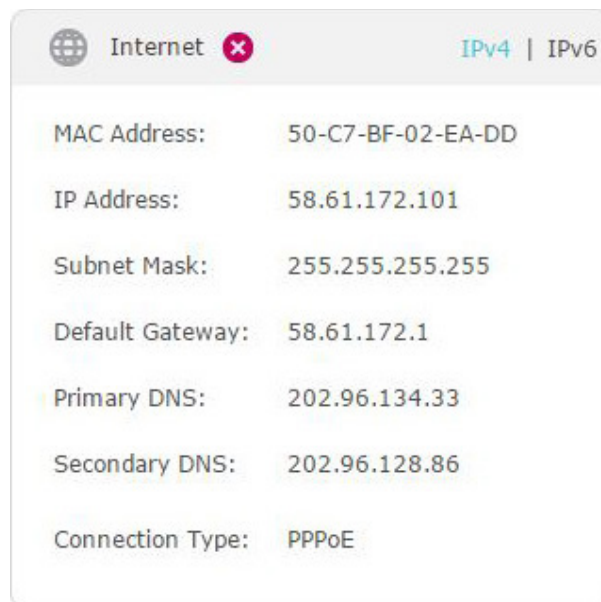 Internet IPv4 | IPv6
MAC Address: 50-C7-BF-02-EA-DD
IP Address: 58.61.172.101
Subnet Mask: 255.255.255.255
Default Gateway: 58.61.172.1
Primary DNS: 202.96.134.33
Secondary DNS: 202.96.128.86
Connection Type: PPPoE